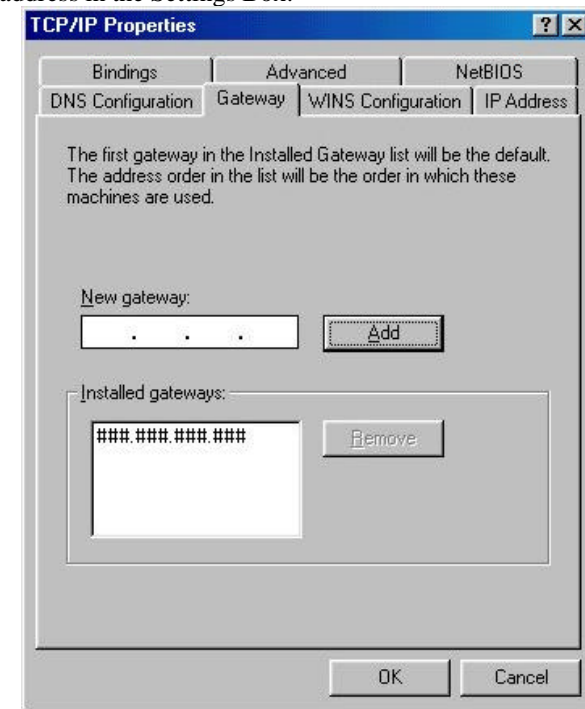 address in the Settings Box.
TCP/IP Properties
? ×
Bindings Advanced NetBIOS
DNS Configuration Gateway WINS Configuration IP Address
The first gateway in the Installed Gateway list will be the default.
The address order in the list will be the order in which these
machines are used.
New gateway:
. . . Add
Installed gateways:
###.###.###.### Remove
OK Cancel